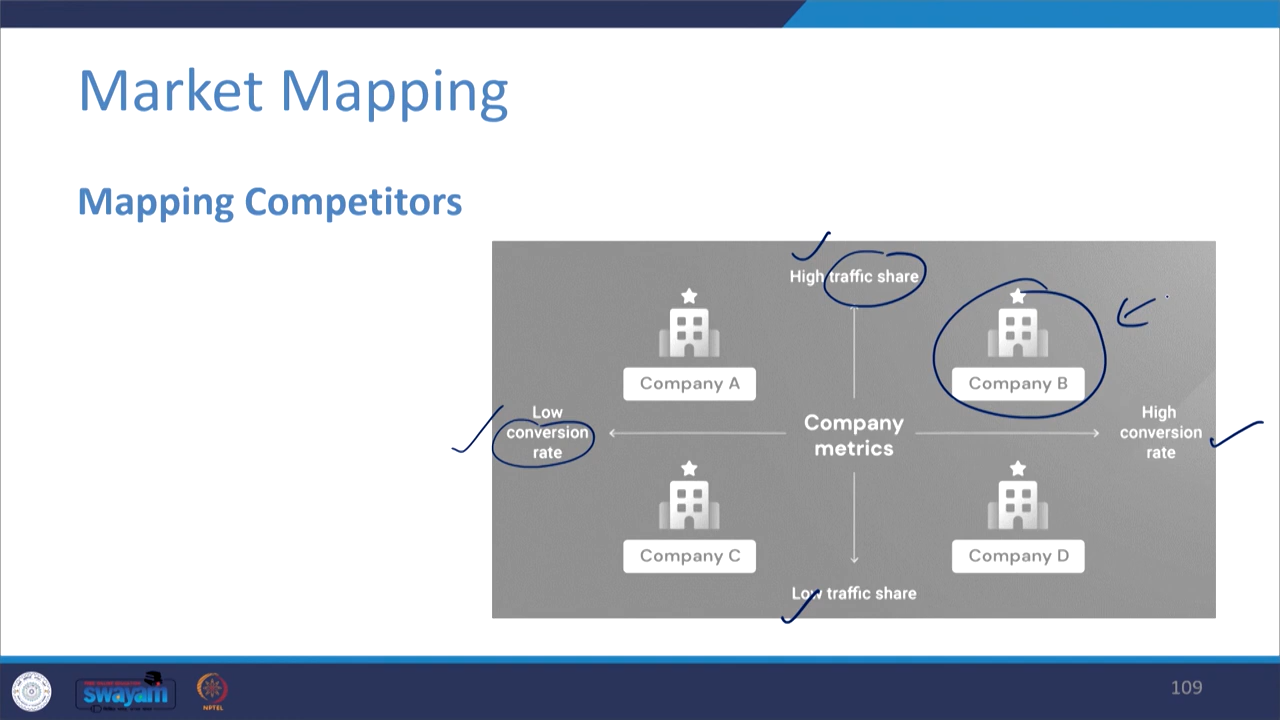 Market Mapping
Mapping Competitors
High traffic share
Company A
Company B
Low
conversion
rate
Company
metrics
High
conversion
rate
Company C
Company D
Low traffic share
swayam
NPTEL
109